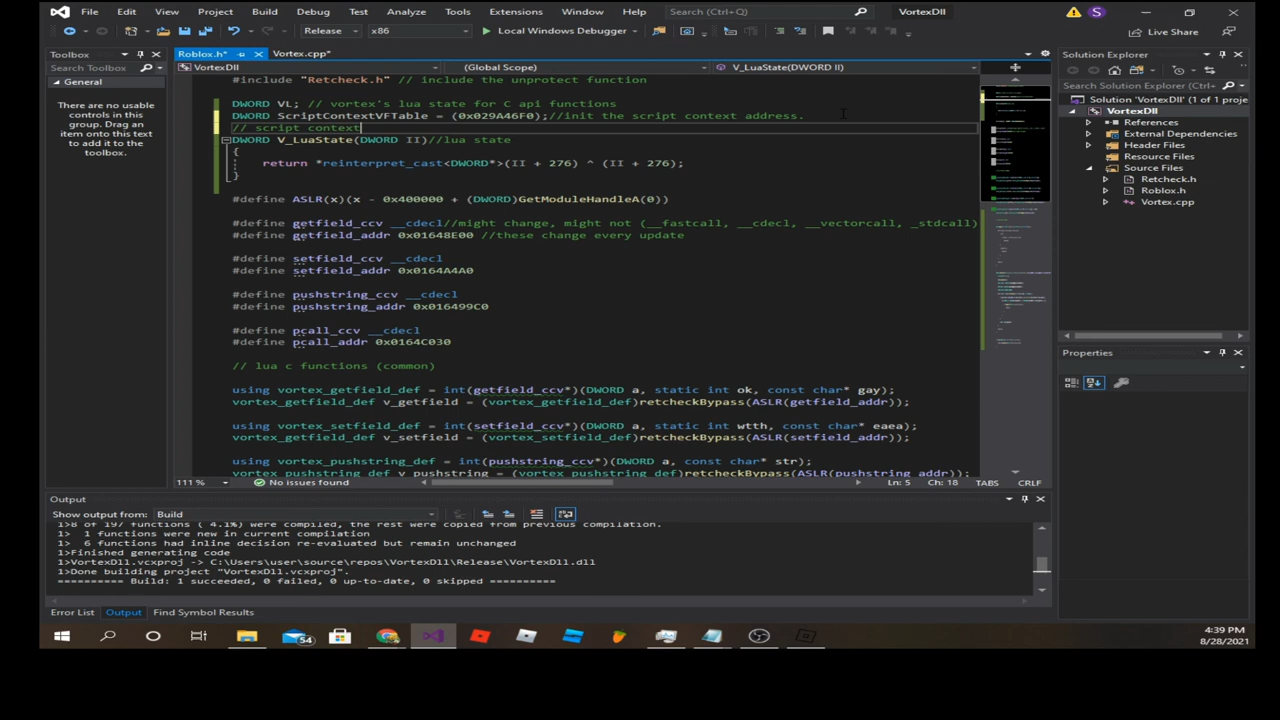 File Edit View Project Build Debug Test Analyze Tools Extensions Window Help Search (Ctrl+Q) VortexDll S
Release x86 Local Windows Debugger Live Share
Toolbox
Search Toolbox
General
There are no usable
controls in this group.
Drag an item onto this text
to add it to the
toolbox.
Roblox.h* Vortex.cpp*
VortexDll (Global Scope) V_LuaState(DWORD II)
#include "Retcheck.h" // include the unprotect function
DWORD VL; // vortex's lua state for C api functions
DWORD ScriptContextVFTable = (0x029A46F0);//init the script context address.
// script context
DWORD V_LuaState(DWORD II)//lua state
{
return *reinterpret_cast<DWORD*>(II + 276) ^ (II + 276);
}
#define ASLR(x)(x - 0x400000 + (DWORD)GetModuleHandleA(0))
#define getfield_ccv __cdecl//might change, might not (__fastcall, __cdecl, __vectorcall, _stdcall)
#define getfield_addr 0x01648E00 //these change every update
#define setfield_ccv __cdecl
#define setfield_addr 0x0164A4A0
#define pushstring_ccv __cdecl
#define pushstring_addr 0x016499C0
#define pcall_ccv __cdecl
#define pcall_addr 0x0164C030
// lua c functions (common)
using vortex_getfield_def = int(getfield_ccv*)(DWORD a, static int ok, const char* gay);
vortex_getfield_def v_getfield = (vortex_getfield_def)retcheckBypass(ASLR(getfield_addr));
using vortex_setfield_def = int(setfield_ccv*)(DWORD a, static int wtth, const char* eaea);
vortex_getfield_def v_setfield = (vortex_setfield_def)retcheckBypass(ASLR(setfield_addr));
using vortex_pushstring_def = int(pushstring_ccv*)(DWORD a, const char* str);
vortex_pushstring_def v_pushstring = (vortex_pushstring_def)retcheckBypass(ASLR(pushstring_addr));
111 % No issues found Ln: 5 Ch: 18 TABS CRLF
Solution Explorer
Search Solution Explorer (Ctrl+;)
Solution 'VortexDll' (1 of 1 project)
VortexDll
References
External Dependencies
Header Files
Resource Files
Source Files
Retcheck.h
Roblox.h
Vortex.cpp
Properties
Output
Show output from: Build
1>8 of 197 functions ( 4.1%) were compiled, the rest were copied from previous compilation.
1> 1 functions were new in current compilation
1> 6 functions had inline decision re-evaluated but remain unchanged
1>Finished generating code
1>VortexDll.vcxproj -> C:\Users\user\source\repos\VortexDll\Release\VortexDll.dll
1>Done building project "VortexDll.vcxproj".
========== Build: 1 succeeded, 0 failed, 0 up-to-date, 0 skipped ==========
Error List Output Find Symbol Results
54
4:39 PM
8/28/2021